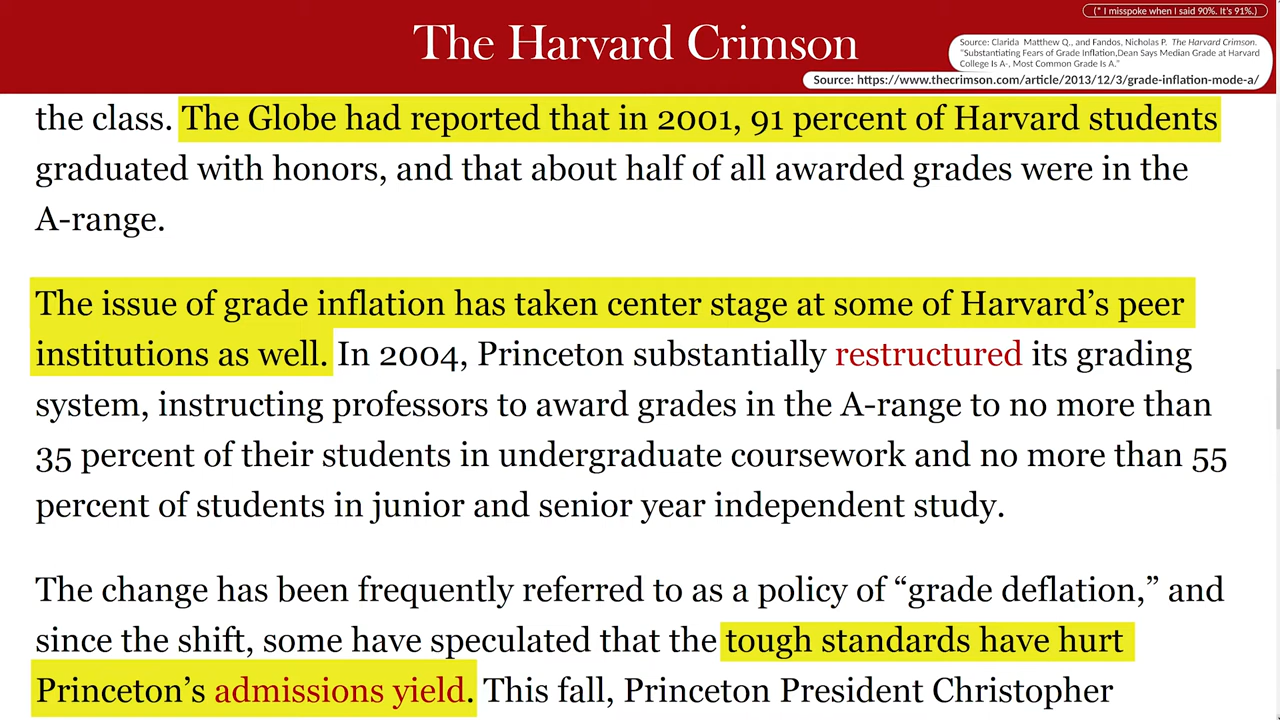 (* I misspoke when I said 90%. It's 91%.)
The Harvard Crimson
Source: Clarida Matthew Q., and Fandos, Nicholas P. The Harvard Crimson.
"Substantiating Fears of Grade Inflation,Dean Says Median Grade at Harvard
College Is A-, Most Common Grade Is A."
Source: https://www.thecrimson.com/article/2013/12/3/grade-inflation-mode-a/
the class. The Globe had reported that in 2001, 91 percent of Harvard students
graduated with honors, and that about half of all awarded grades were in the
A-range.
The issue of grade inflation has taken center stage at some of Harvard’s peer
institutions as well. In 2004, Princeton substantially restructured its grading
system, instructing professors to award grades in the A-range to no more than
35 percent of their students in undergraduate coursework and no more than 55
percent of students in junior and senior year independent study.
The change has been frequently referred to as a policy of “grade deflation,” and
since the shift, some have speculated that the tough standards have hurt
Princeton’s admissions yield. This fall, Princeton President Christopher